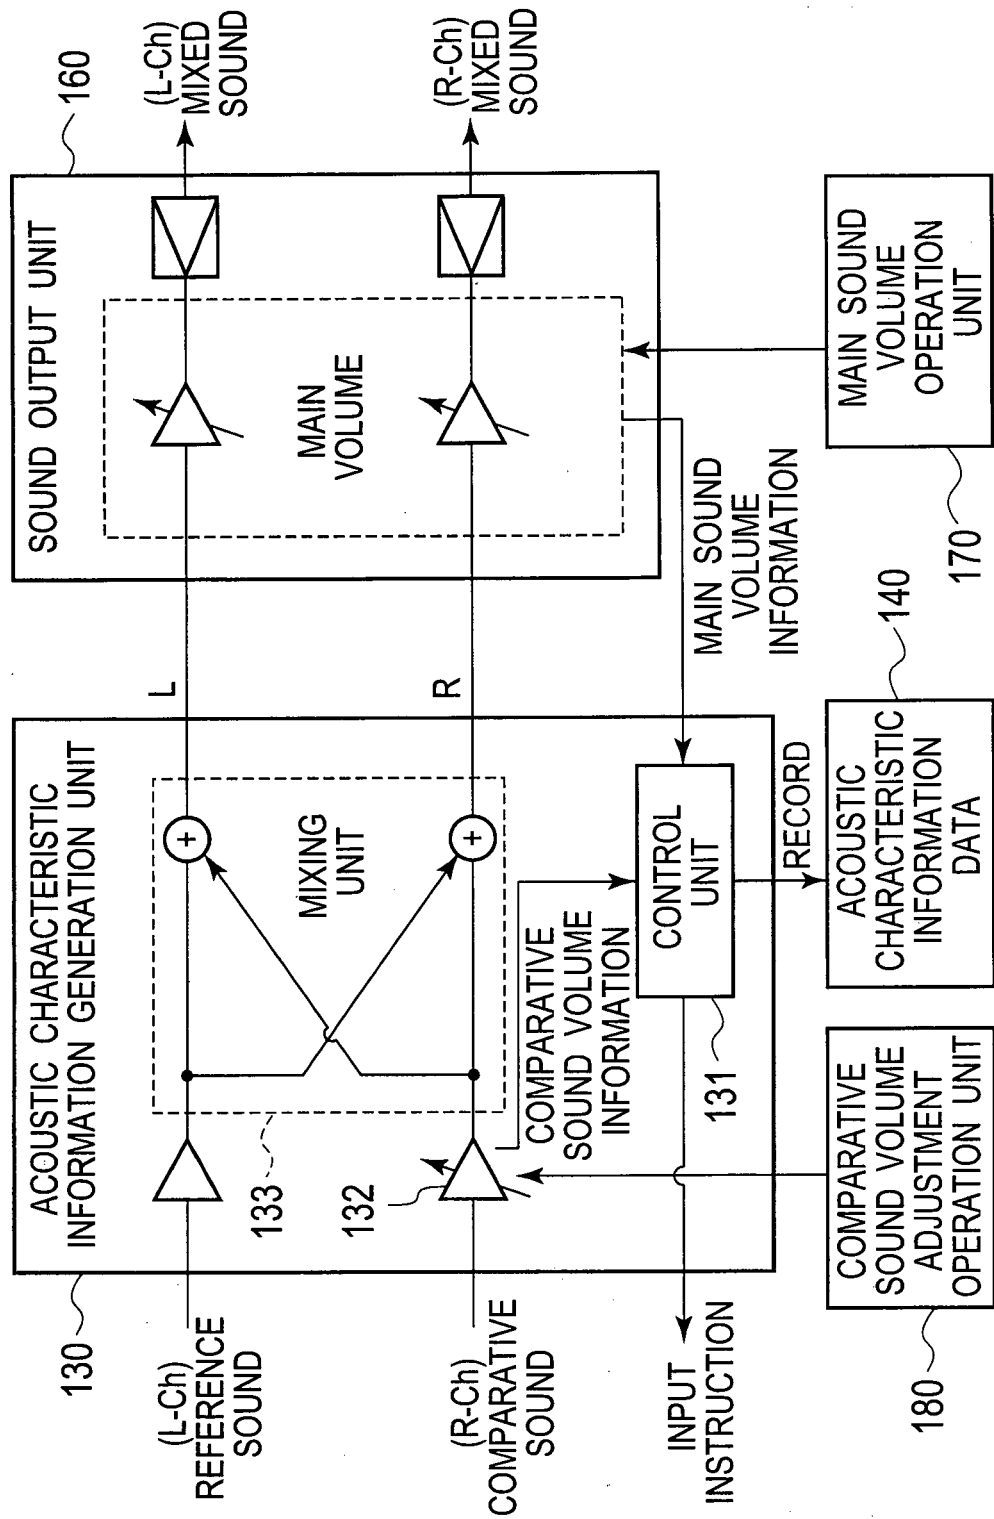 (L-Ch)
REFERENCE
SOUND
(R-Ch)
COMPARATIVE
SOUND
INPUT
INSTRUCTION
130
ACOUSTIC CHARACTERISTIC
INFORMATION GENERATION UNIT
133
132
+
+
MIXING
UNIT
COMPARATIVE
SOUND VOLUME
INFORMATION
CONTROL
UNIT
131
RECORD
L
R
160
SOUND OUTPUT UNIT
MAIN
VOLUME
(L-Ch)
MIXED
SOUND
(R-Ch)
MIXED
SOUND
MAIN SOUND
VOLUME
INFORMATION
180
COMPARATIVE
SOUND VOLUME
ADJUSTMENT
OPERATION UNIT
140
ACOUSTIC
CHARACTERISTIC
INFORMATION
DATA
170
MAIN SOUND
VOLUME
OPERATION
UNIT